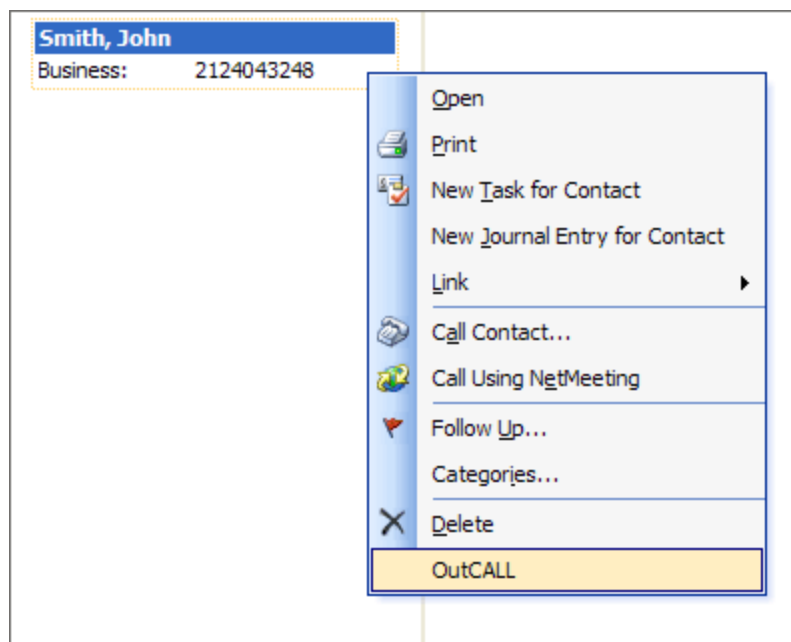 Smith, John
Business: 2124043248
Open
Print
New Task for Contact
New Journal Entry for Contact
Link
Call Contact...
Call Using NetMeeting
Follow Up...
Categories...
Delete
OutCALL